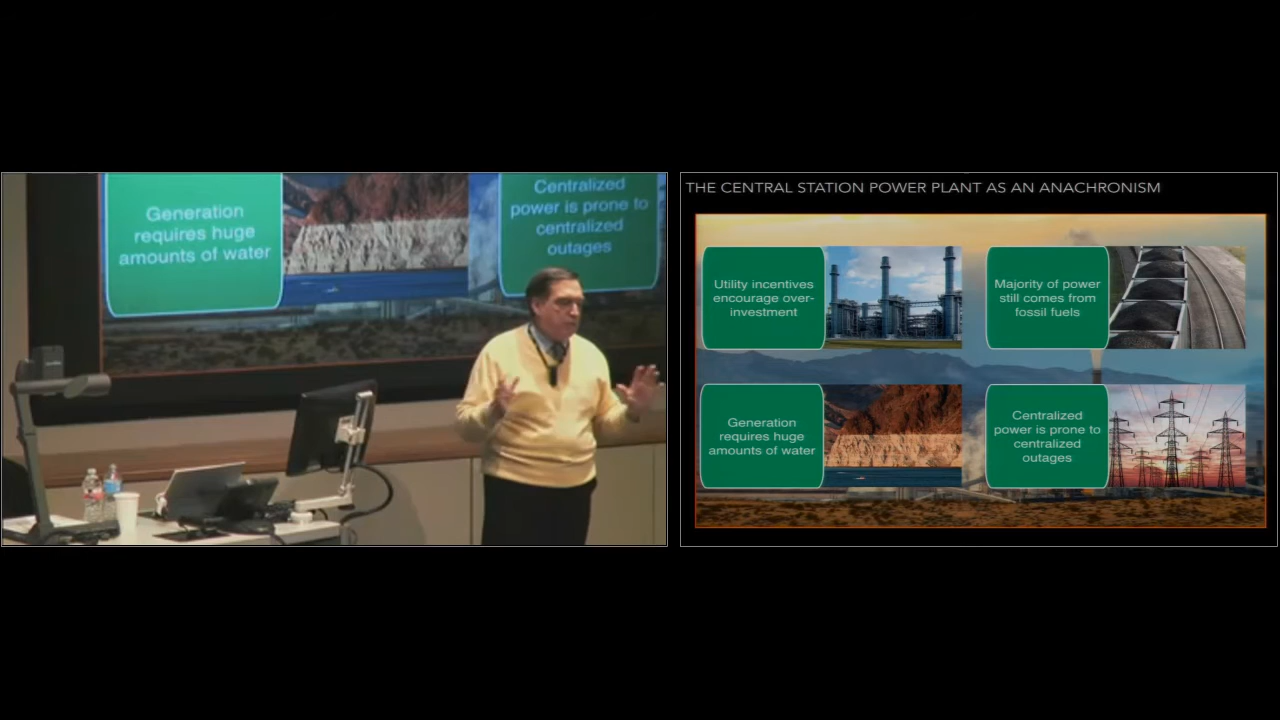 Generation
requires huge
amounts of water
Centralized
power is prone to
centralized
outages
THE CENTRAL STATION POWER PLANT AS AN ANACHRONISM
Utility incentives
encourage over-
investment
Majority of power
still comes from
fossil fuels
Generation
requires huge
amounts of water
Centralized
power is prone to
centralized
outages